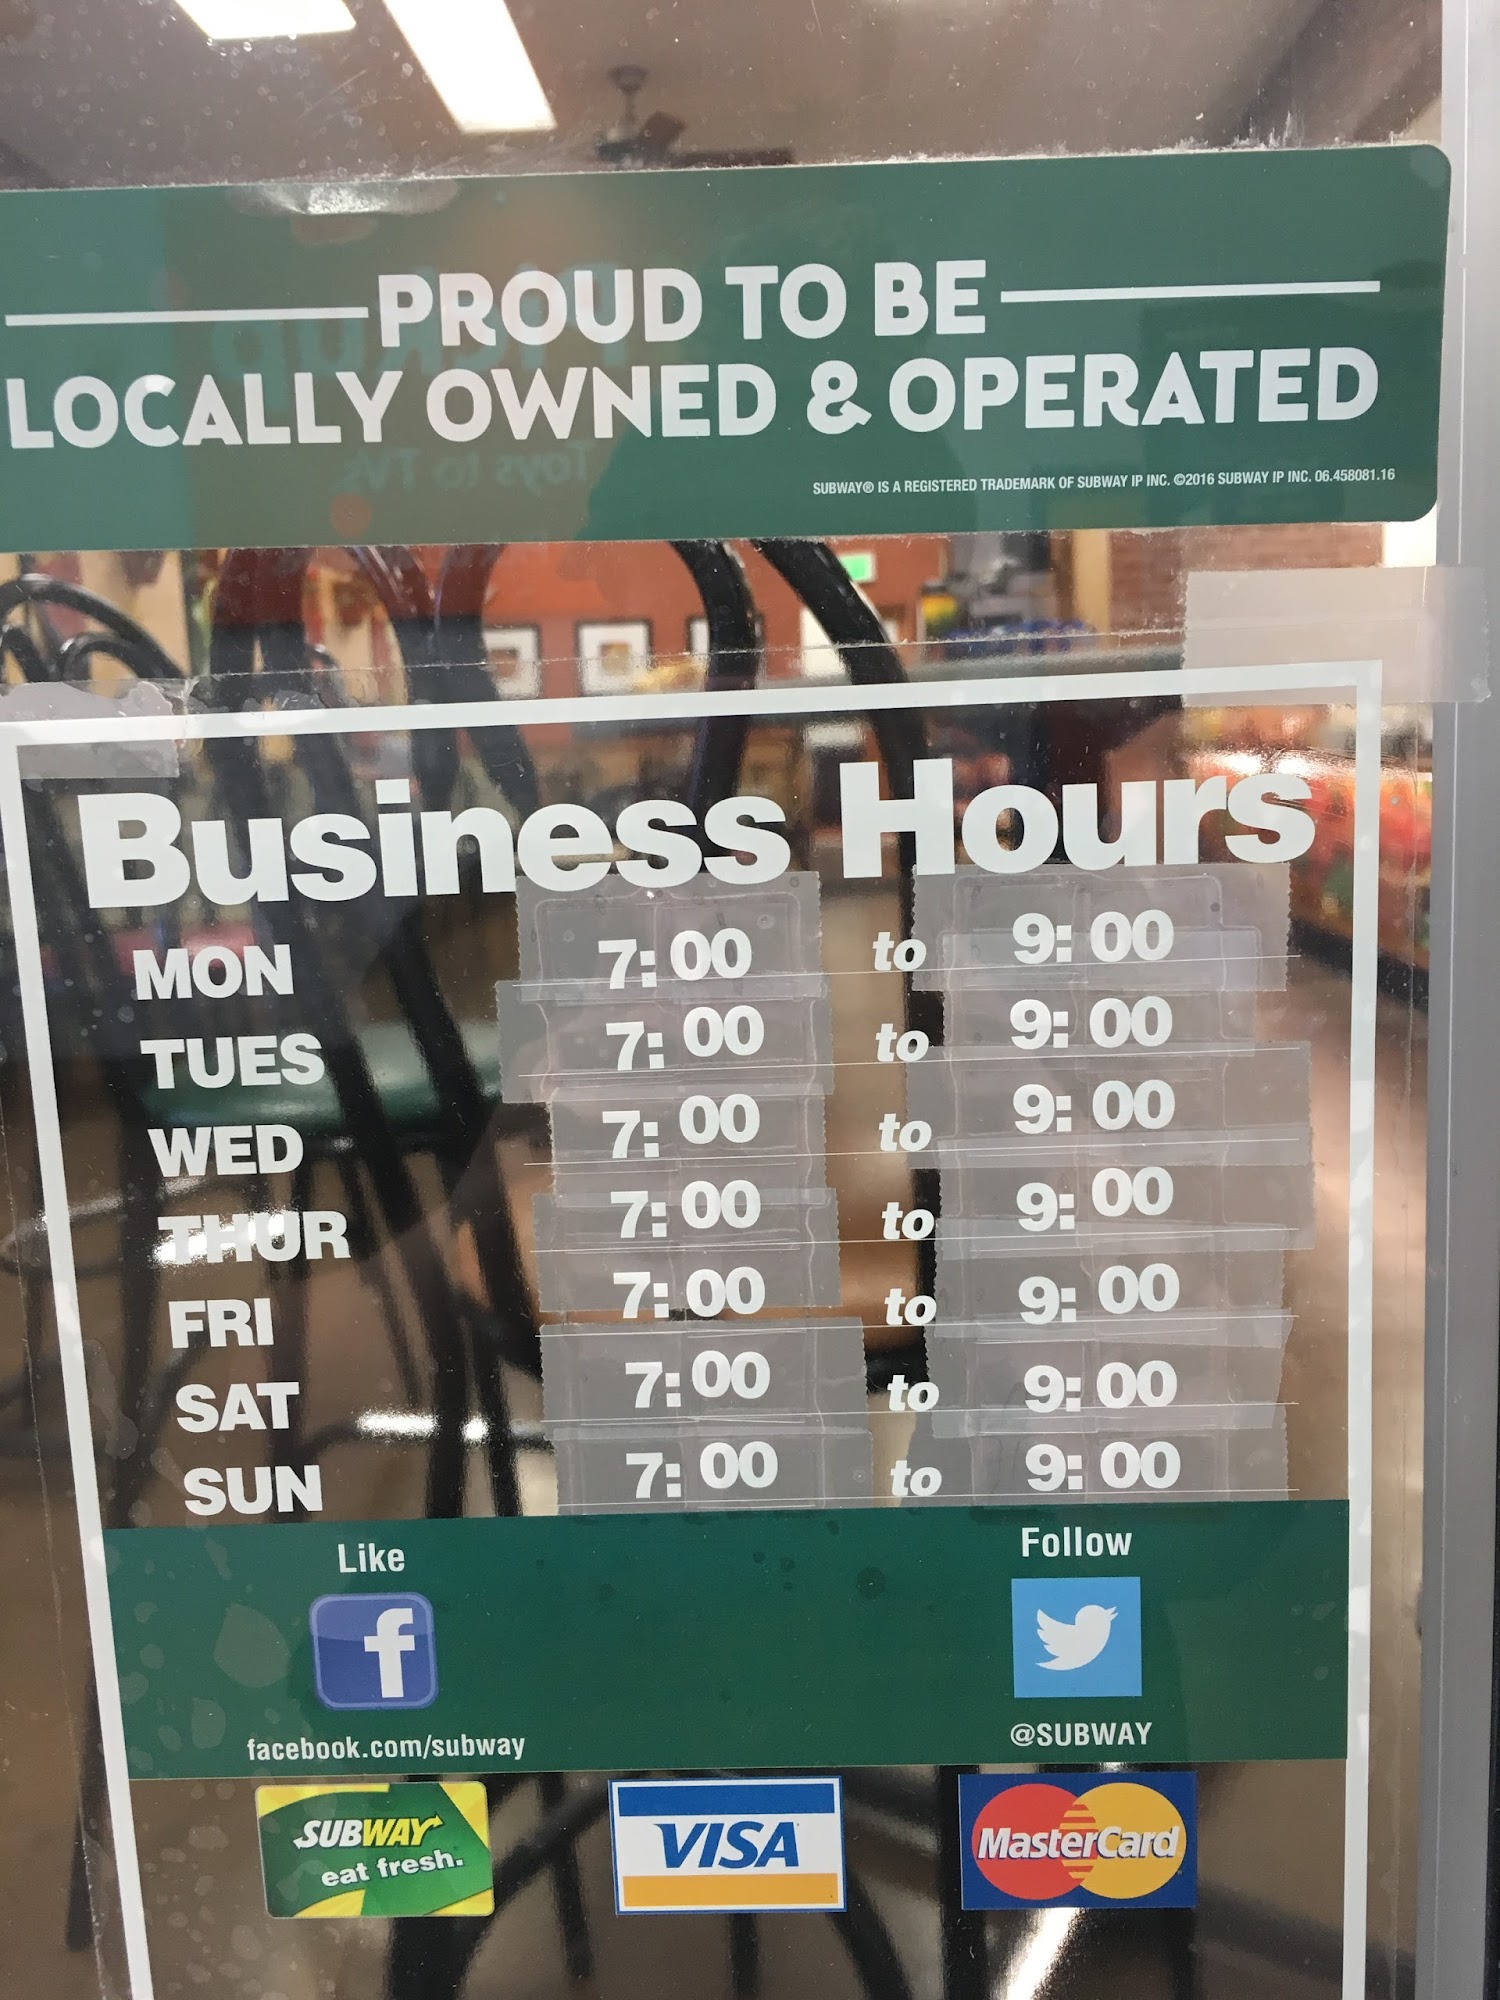 PROUD TO BE
LOCALLY OWNED & OPERATED
SUBWAY® IS A REGISTERED TRADEMARK OF SUBWAY IP INC. ©2016 SUBWAY IP INC. 06.458081.16
Pickup
Toys to TVs
Business Hours
MON 7:00 to 9:00
TUES 7:00 to 9:00
WED 7:00 to 9:00
THUR 7:00 to 9:00
FRI 7:00 to 9:00
SAT 7:00 to 9:00
SUN 7:00 to 9:00
Like Follow
f
facebook.com/subway @SUBWAY
SUBWAY
eat fresh.
VISA
MasterCard